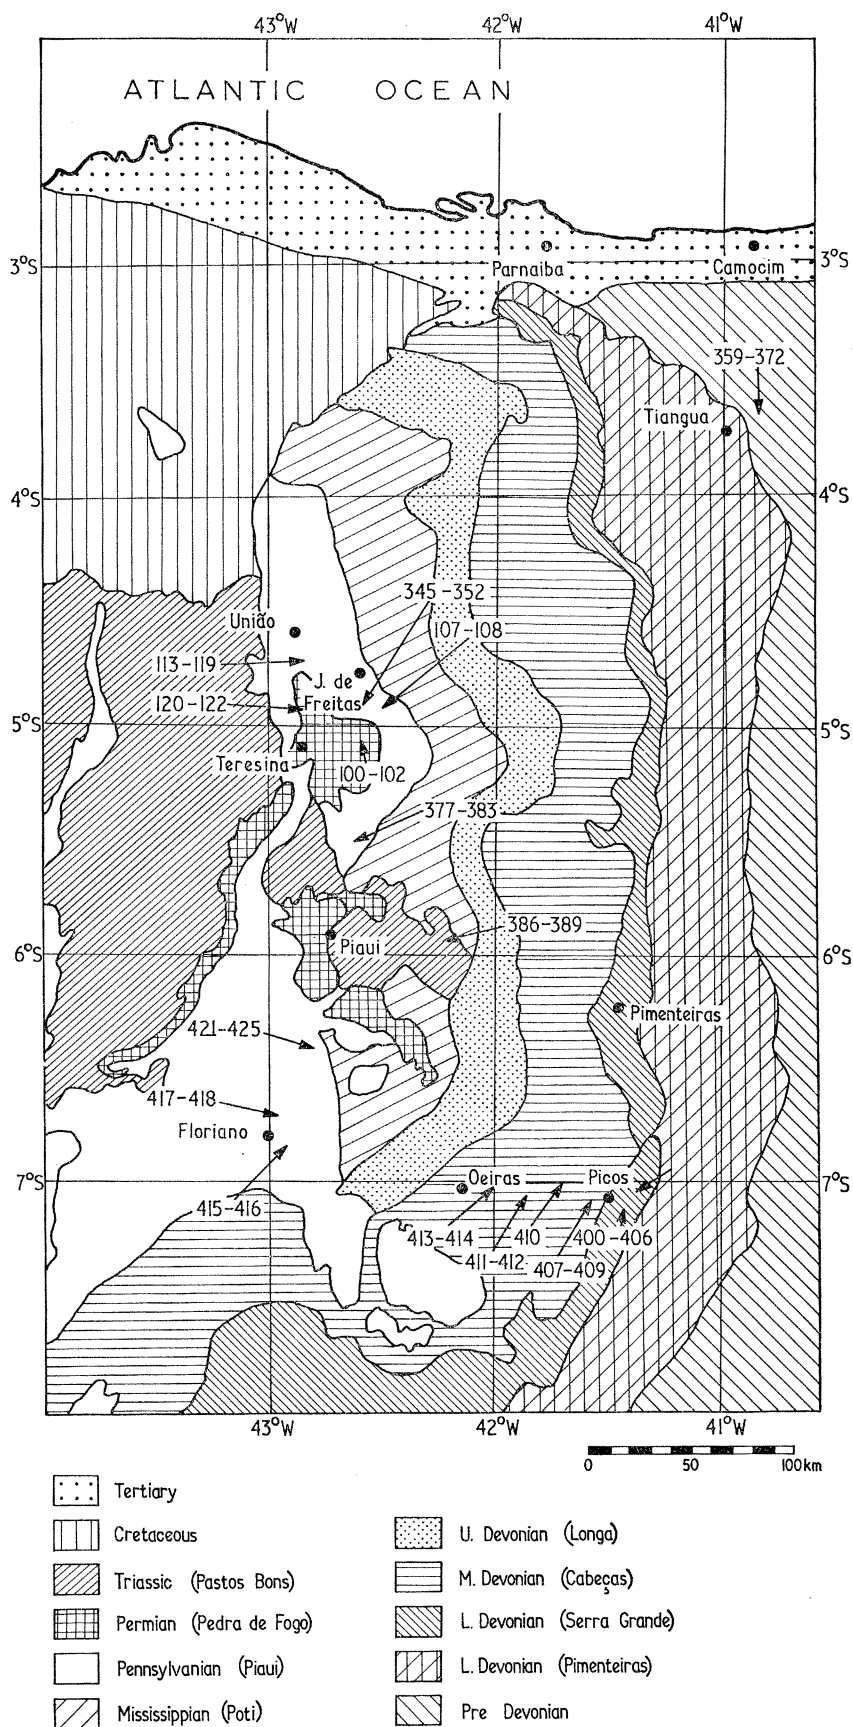 43°W 42°W 41°W
ATLANTIC OCEAN
3°S 3°S
Parnaiba Camocim
359-372
Tiangua
4°S 4°S
345-352
União
107-108
113-119
J. de
Freitas
120-122
5°S 5°S
Teresina
100-102
377-383
386-389
Piaui
6°S 6°S
Pimenteiras
421-425
417-418
Floriano
Oeiras Picos
7°S 7°S
415-416
413-414 410 400-406
411-412 407-409
43°W 42°W 41°W
0 50 100km
Tertiary
Cretaceous
Triassic (Pastos Bons)
Permian (Pedra de Fogo)
Pennsylvanian (Piaui)
Mississippian (Poti)
U. Devonian (Longa)
M. Devonian (Cabeças)
L. Devonian (Serra Grande)
L. Devonian (Pimenteiras)
Pre Devonian